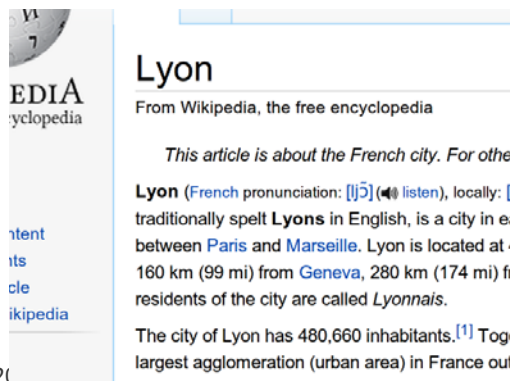 EDIA
yclopedia
Lyon
From Wikipedia, the free encyclopedia
This article is about the French city. For othe
Lyon (French pronunciation: [ljɔ̃] (listen), locally: [
traditionally spelt Lyons in English, is a city in ea
between Paris and Marseille. Lyon is located at
160 km (99 mi) from Geneva, 280 km (174 mi) f
residents of the city are called Lyonnais.
The city of Lyon has 480,660 inhabitants.[1] Toge
largest agglomeration (urban area) in France out
ntent
nts
cle
ikipedia